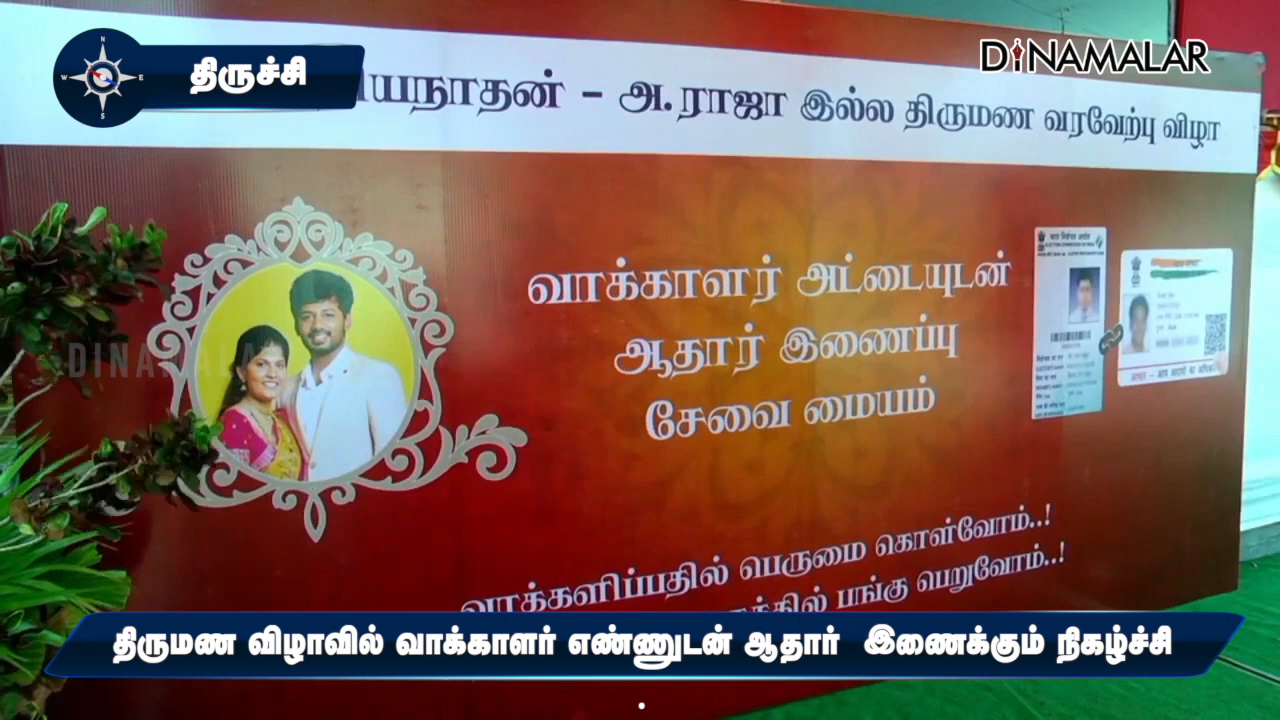 திருச்சி
DINAMALAR
யநாதன் - அ.ராஜா இல்ல திருமண வரவேற்பு விழா
வாக்காளர் அட்டையுடன்
ஆதார் இணைப்பு
சேவை மையம்
வாக்களிப்பதில் பெருமை கொள்வோம்..!
பங்கு பெறுவோம்..!
திருமண விழாவில் வாக்காளர் எண்ணுடன் ஆதார் இணைக்கும் நிகழ்ச்சி
N
W
E
S
DINAMALAR